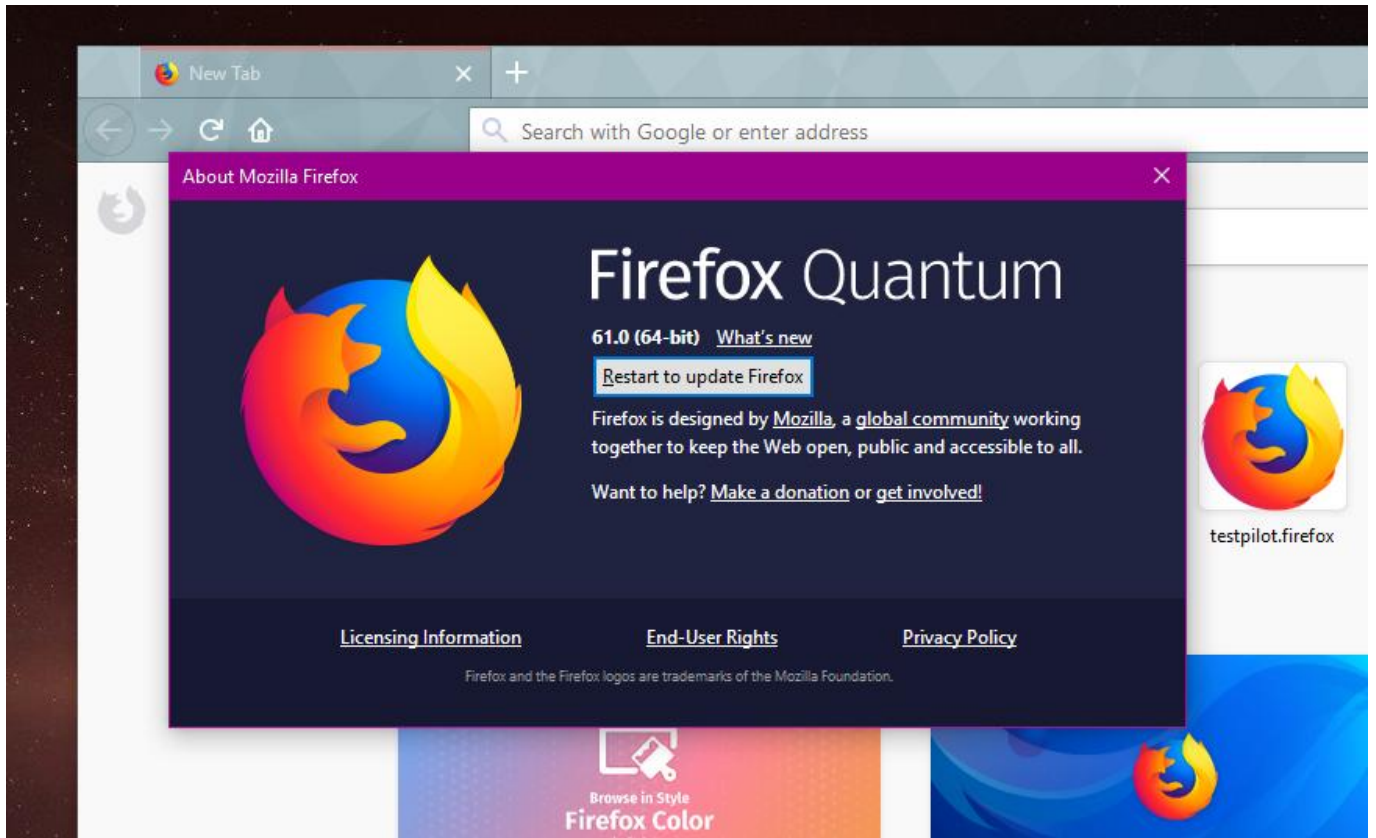 New Tab
Search with Google or enter address
About Mozilla Firefox
Firefox Quantum
61.0 (64-bit) What's new
Restart to update Firefox
Firefox is designed by Mozilla, a global community working
together to keep the Web open, public and accessible to all.
Want to help? Make a donation or get involved!
testpilot.firefox
Licensing Information End-User Rights Privacy Policy
Firefox and the Firefox logos are trademarks of the Mozilla Foundation.
Browse in Style
Firefox Color